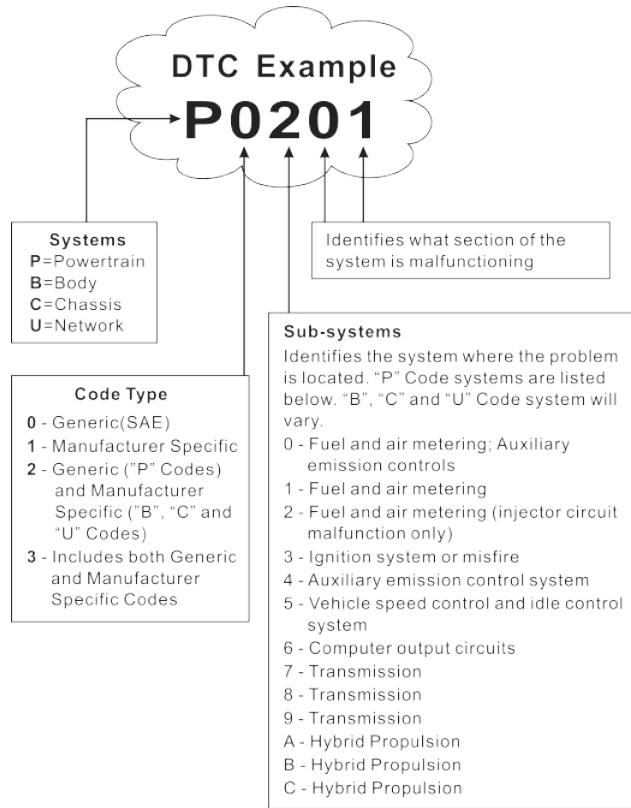 DTC Example
P0201
Systems
P=Powertrain
B=Body
C=Chassis
U=Network
Identifies what section of the
system is malfunctioning
Code Type
0 - Generic(SAE)
1 - Manufacturer Specific
2 - Generic ("P" Codes)
and Manufacturer
Specific ("B", "C" and
"U" Codes)
3 - Includes both Generic
and Manufacturer
Specific Codes
Sub-systems
Identifies the system where the problem
is located. “P” Code systems are listed
below. “B”, “C” and “U” Code system will
vary.
0 - Fuel and air metering; Auxiliary
emission controls
1 - Fuel and air metering
2 - Fuel and air metering (injector circuit
malfunction only)
3 - Ignition system or misfire
4 - Auxiliary emission control system
5 - Vehicle speed control and idle control
system
6 - Computer output circuits
7 - Transmission
8 - Transmission
9 - Transmission
A - Hybrid Propulsion
B - Hybrid Propulsion
C - Hybrid Propulsion